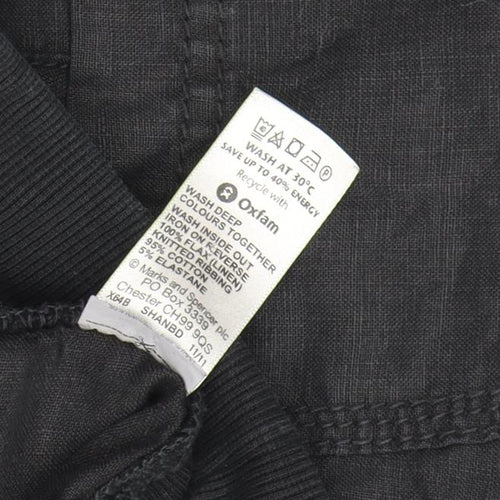 P
WASH AT 30°C
SAVE UP TO 40% ENERGY
Recycle with
Oxfam
WASH DEEP
COLOURS TOGETHER
WASH INSIDE OUT
IRON ON REVERSE
100% FLAX (LINEN)
KNITTED RIBBING
95% COTTON
5% ELASTANE
© Marks and Spencer plc
PO BOX 3339
Chester CH99 9QS
X64B SHANBD 11/11